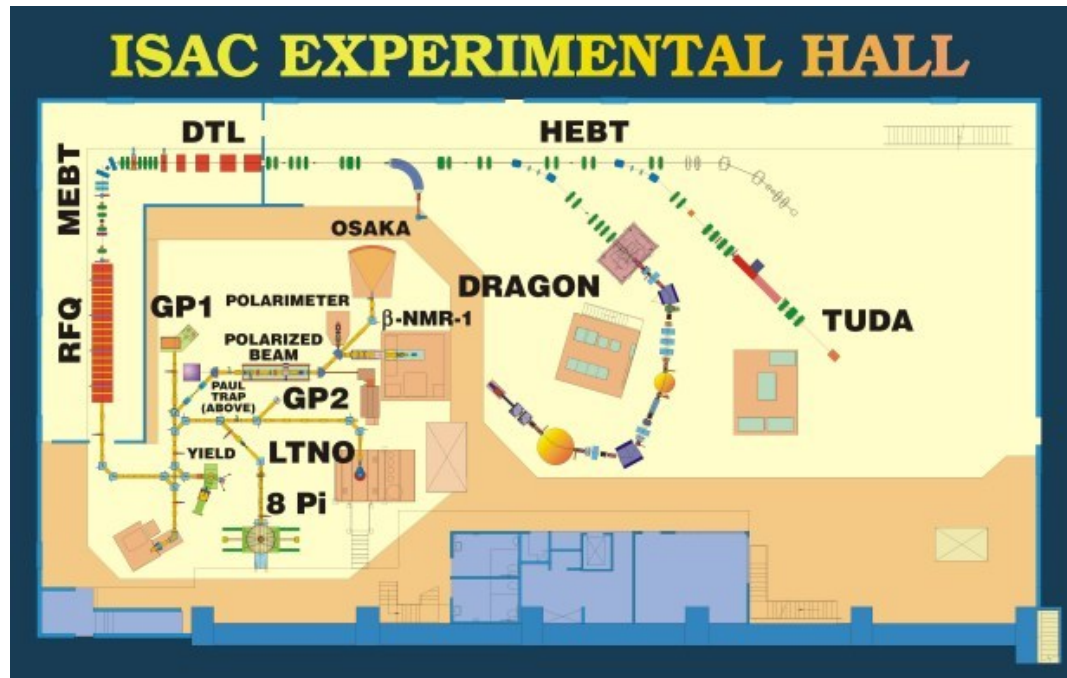 ISAC EXPERIMENTAL HALL
DTL
HEBT
MEBT
OSAKA
DRAGON
GP1
POLARIMETER
β-NMR-1
RFQ
TUDA
POLARIZED
BEAM
PAUL
TRAP
(ABOVE)
GP2
YIELD
LTNO
8 Pi